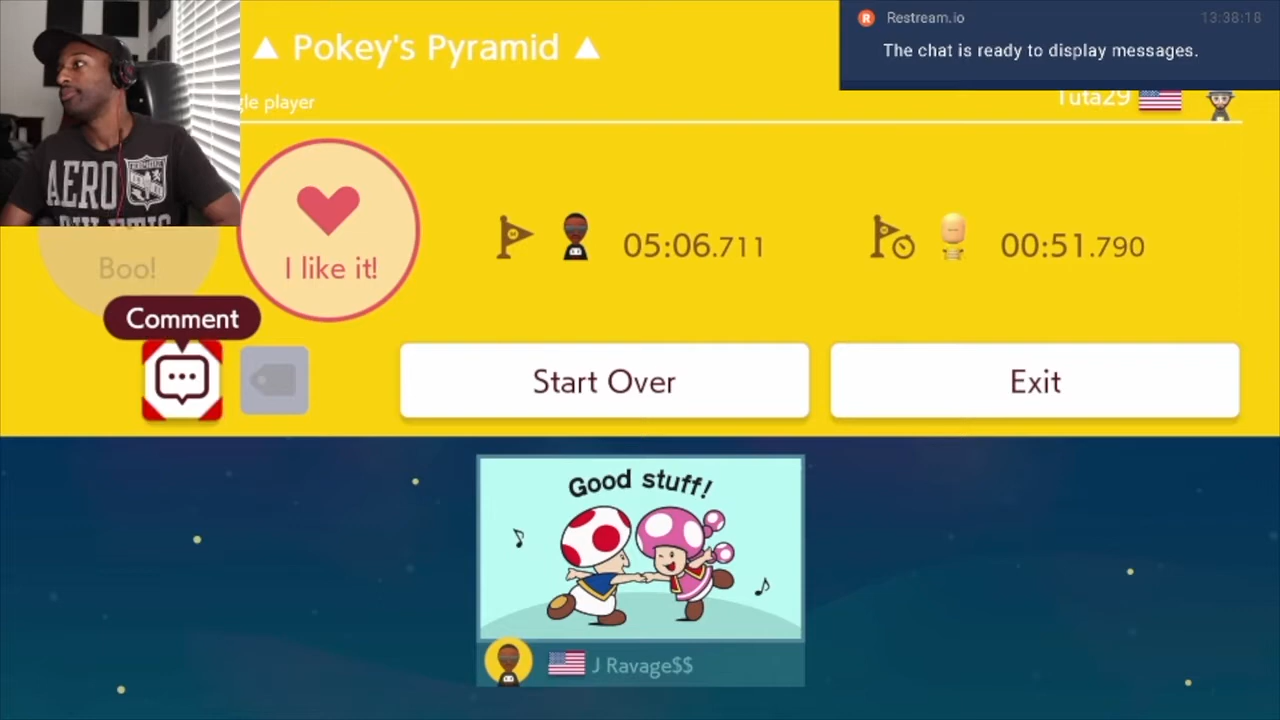 ▲ Pokey's Pyramid ▲
Restream.io
13:38:18
The chat is ready to display messages.
gle player
Tuta29
AERO
I like it!
05:06.711
00:51.790
Boo!
Comment
Start Over
Exit
Good stuff!
J Ravage$$